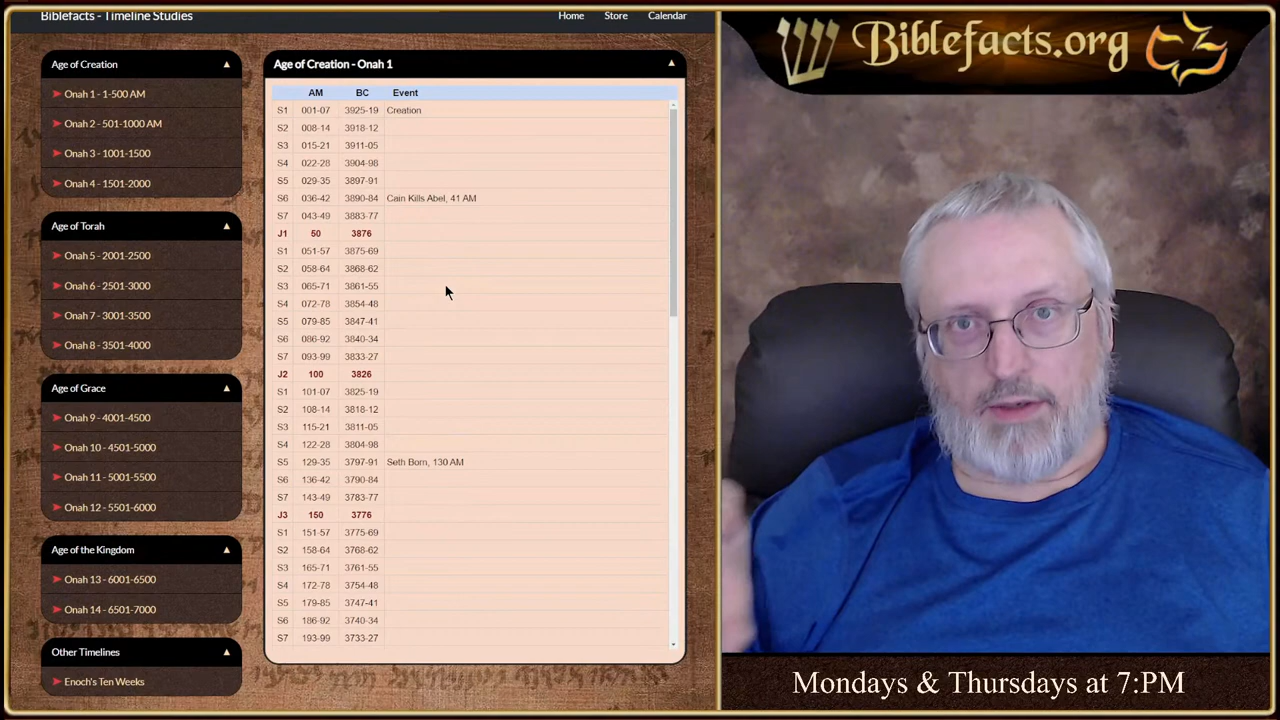 Biblefacts - Timeline Studies
Home Store Calendar
Age of Creation
Onah 1 - 1-500 AM
Onah 2 - 501-1000 AM
Onah 3 - 1001-1500
Onah 4 - 1501-2000
Age of Torah
Onah 5 - 2001-2500
Onah 6 - 2501-3000
Onah 7 - 3001-3500
Onah 8 - 3501-4000
Age of Grace
Onah 9 - 4001-4500
Onah 10 - 4501-5000
Onah 11 - 5001-5500
Onah 12 - 5501-6000
Age of the Kingdom
Onah 13 - 6001-6500
Onah 14 - 6501-7000
Other Timelines
Enoch's Ten Weeks
Age of Creation - Onah 1
AM BC Event
S1 001-07 3925-19 Creation
S2 008-14 3918-12
S3 015-21 3911-05
S4 022-28 3904-98
S5 029-35 3897-91
S6 036-42 3890-84 Cain Kills Abel, 41 AM
S7 043-49 3883-77
J1 50 3876
S1 051-57 3875-69
S2 058-64 3868-62
S3 065-71 3861-55
S4 072-78 3854-48
S5 079-85 3847-41
S6 086-92 3840-34
S7 093-99 3833-27
J2 100 3826
S1 101-07 3825-19
S2 108-14 3818-12
S3 115-21 3811-05
S4 122-28 3804-98
S5 129-35 3797-91 Seth Born, 130 AM
S6 136-42 3790-84
S7 143-49 3783-77
J3 150 3776
S1 151-57 3775-69
S2 158-64 3768-62
S3 165-71 3761-55
S4 172-78 3754-48
S5 179-85 3747-41
S6 186-92 3740-34
S7 193-99 3733-27
ש Biblefacts.org
Mondays & Thursdays at 7:PM